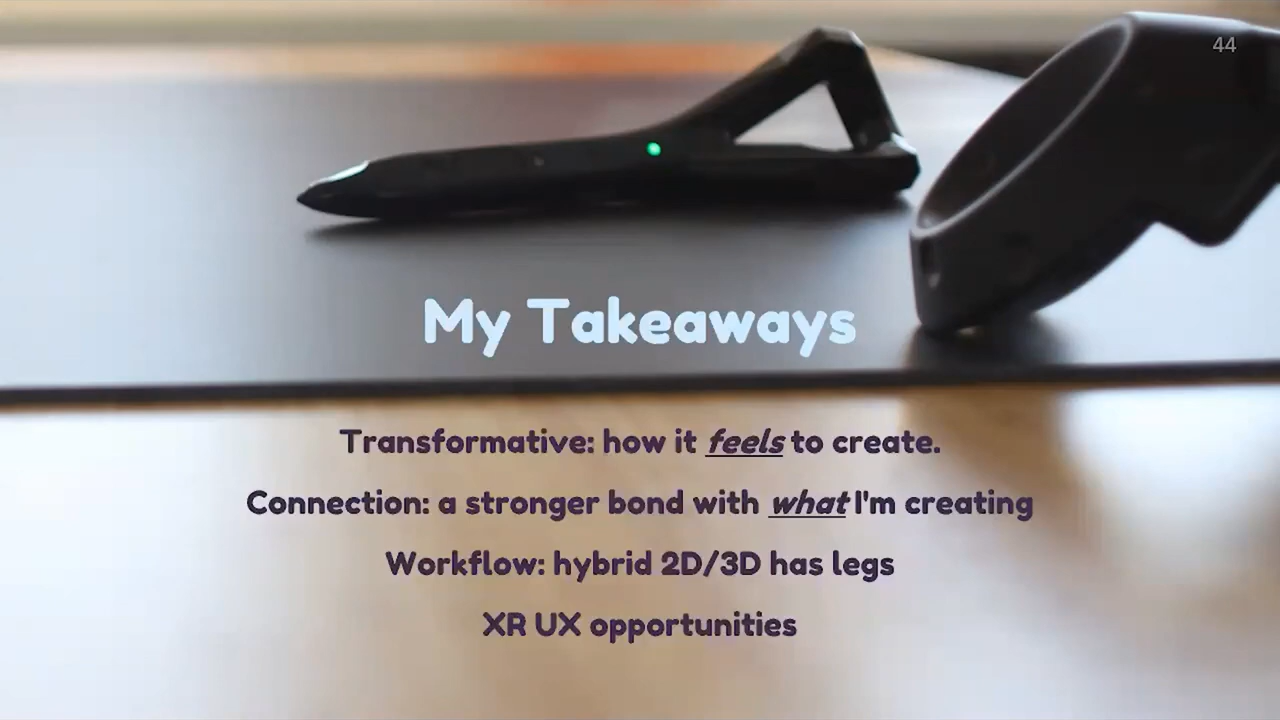 44
My Takeaways
Transformative: how it feels to create.
Connection: a stronger bond with what I'm creating
Workflow: hybrid 2D/3D has legs
XR UX opportunities